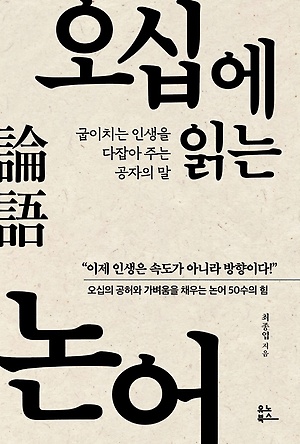 오십에
읽는
굽이치는 인생을
다잡아 주는
공자의 말
論語
“이제 인생은 속도가 아니라 방향이다!”
오십의 공허와 가벼움을 채우는 논어 50수의 힘
논어
최종엽 지음
유노
북스